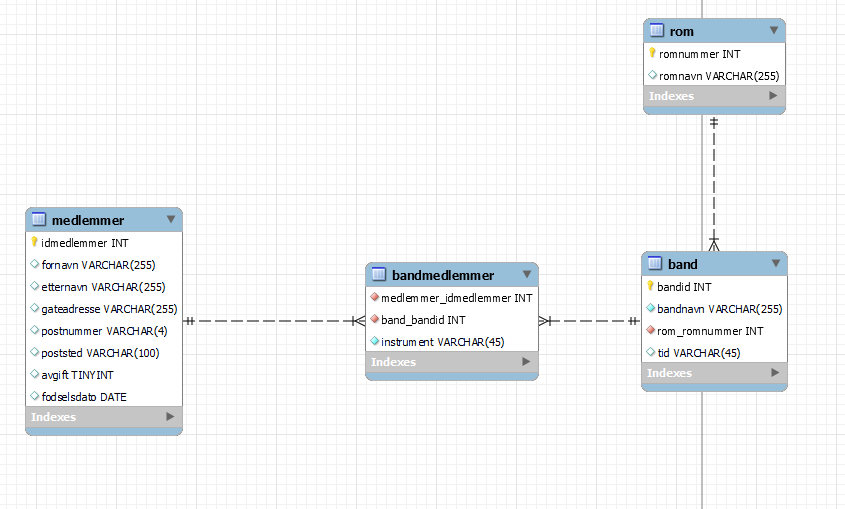 rom
romnummer INT
romnavn VARCHAR(255)
Indexes
medlemmer
idmedlemmer INT
fornavn VARCHAR(255)
etternavn VARCHAR(255)
gateadresse VARCHAR(255)
postnummer VARCHAR(4)
poststed VARCHAR(100)
avgift TINYINT
fodselsdato DATE
Indexes
bandmedlemmer
medlemmer_idmedlemmer INT
band_bandid INT
instrument VARCHAR(45)
Indexes
band
bandid INT
bandnavn VARCHAR(255)
rom_romnummer INT
tid VARCHAR(45)
Indexes